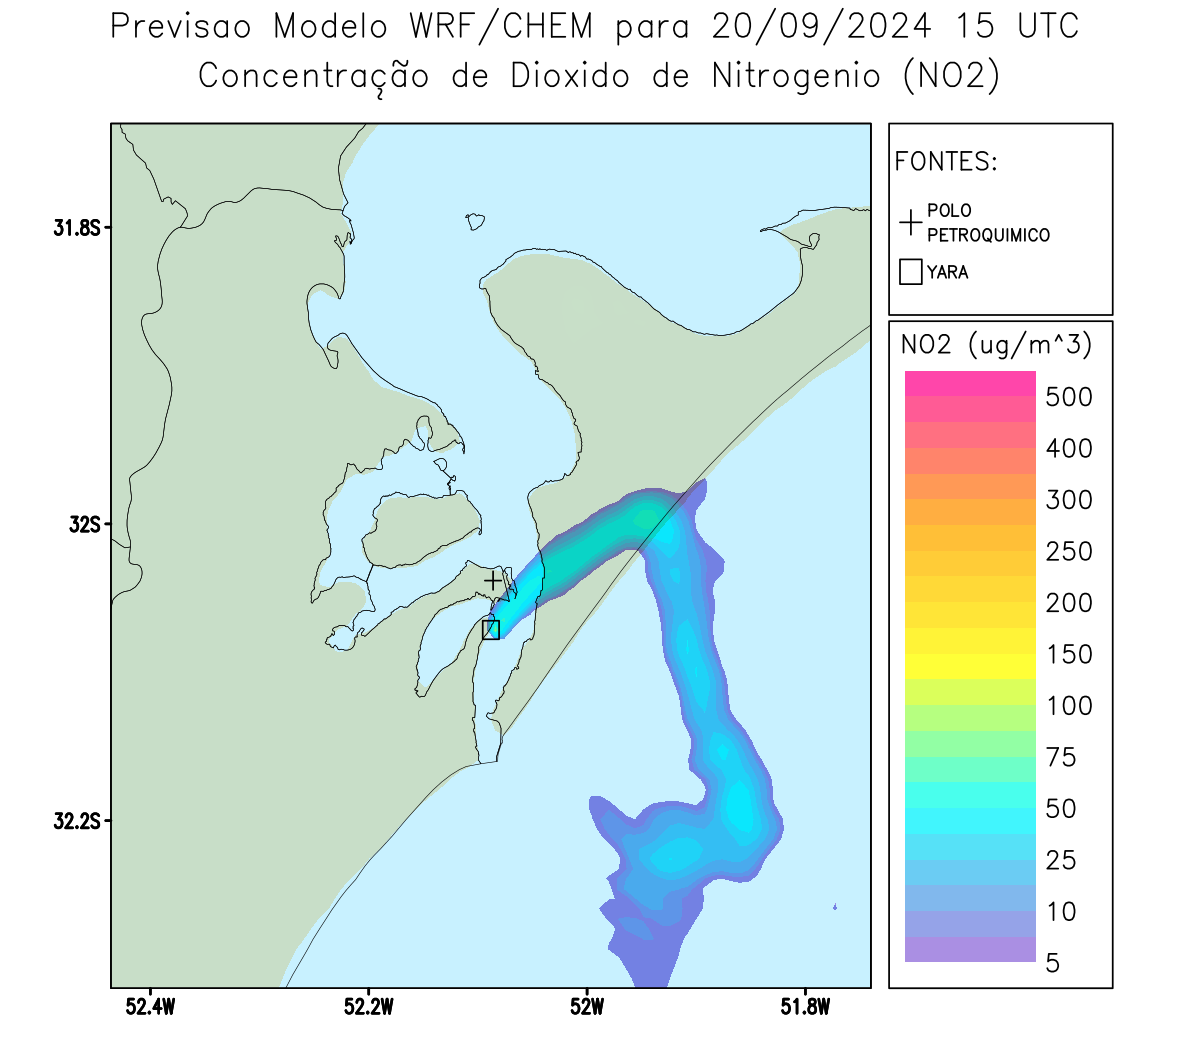 Previsao Modelo WRF/CHEM para 20/09/2024 15 UTC
Concentração de Dioxido de Nitrogenio (NO2)
FONTES:
POLO
PETROQUIMICO
YARA
NO2 (ug/m^3)
500
400
300
250
200
150
100
75
50
25
10
5
31.8S
32S
32.2S
52.4W
52.2W
52W
51.8W